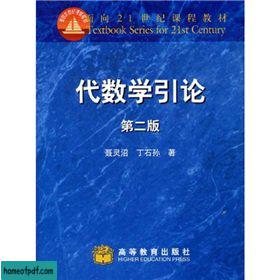 面向21世纪课程教材
Textbook Series for 21st Century
代数学引论
第二版
聂灵沼 丁石孙 著
高等教育出版社
HIGHER EDUCATION PRESS
www.homeofpdf.com